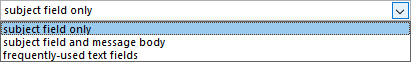 subject field only
subject field only
subject field and message body
frequently-used text fields